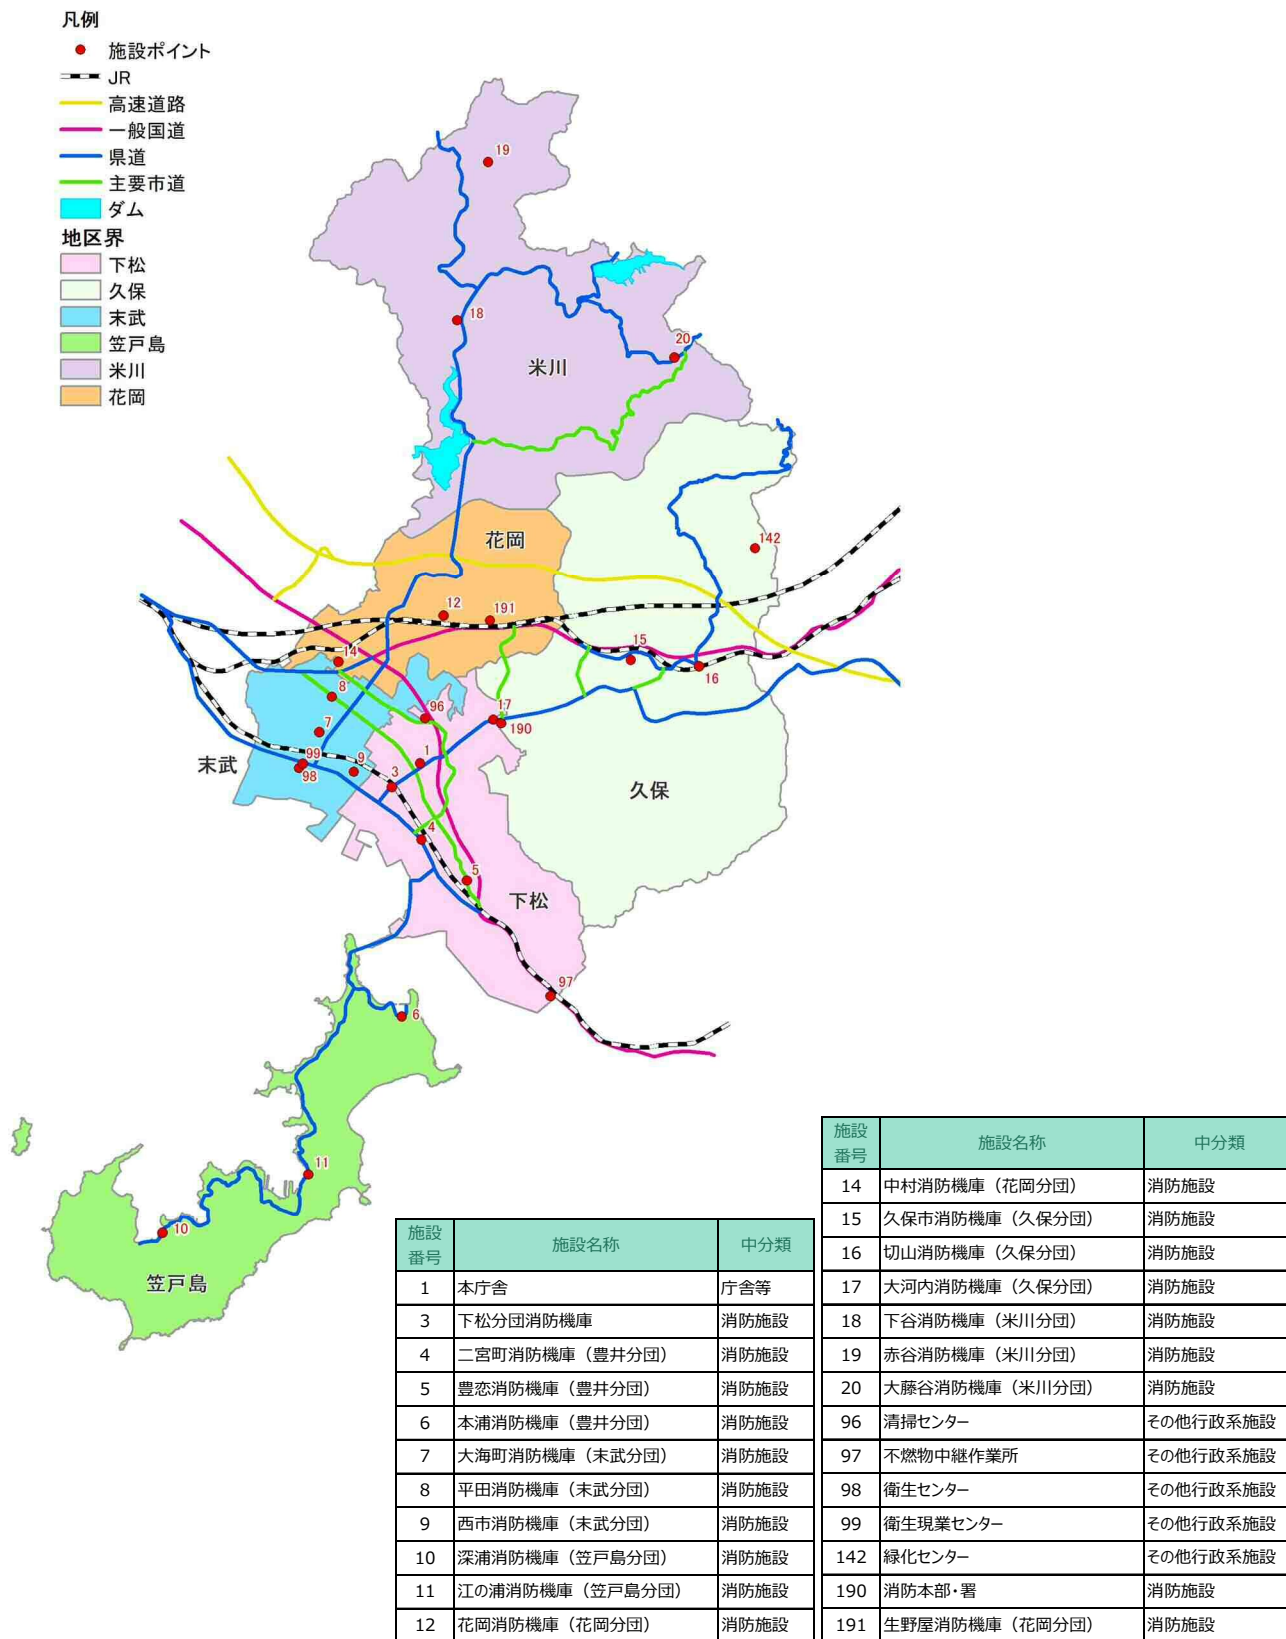 凡例
施設ポイント
JR
高速道路
一般国道
県道
主要市道
ダム
地区界
下松
久保
末武
笠戸島
米川
花岡
19
18
20
米川
花岡
142
12
191
14
15
16
8
96
17
190
7
末武
99
98
9
1
3
久保
4
5
下松
97
6
11
10
笠戸島
施設番号 施設名称 中分類
1 本庁舎 庁舎等
3 下松分団消防機庫 消防施設
4 二宮町消防機庫（豊井分団） 消防施設
5 豊恋消防機庫（豊井分団） 消防施設
6 本浦消防機庫（豊井分団） 消防施設
7 大海町消防機庫（末武分団） 消防施設
8 平田消防機庫（末武分団） 消防施設
9 西市消防機庫（末武分団） 消防施設
10 深浦消防機庫（笠戸島分団） 消防施設
11 江の浦消防機庫（笠戸島分団） 消防施設
12 花岡消防機庫（花岡分団） 消防施設
施設番号 施設名称 中分類
14 中村消防機庫（花岡分団） 消防施設
15 久保市消防機庫（久保分団） 消防施設
16 切山消防機庫（久保分団） 消防施設
17 大河内消防機庫（久保分団） 消防施設
18 下谷消防機庫（米川分団） 消防施設
19 赤谷消防機庫（米川分団） 消防施設
20 大藤谷消防機庫（米川分団） 消防施設
96 清掃センター その他行政系施設
97 不燃物中継作業所 その他行政系施設
98 衛生センター その他行政系施設
99 衛生現業センター その他行政系施設
142 緑化センター その他行政系施設
190 消防本部・署 消防施設
191 生野屋消防機庫（花岡分団） 消防施設